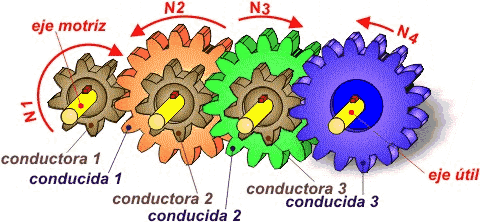 N2
N3
eje motriz
N4
N1
conductora 1
conducida 1
conductora 2
conducida 2
conductora 3
conducida 3
eje útil